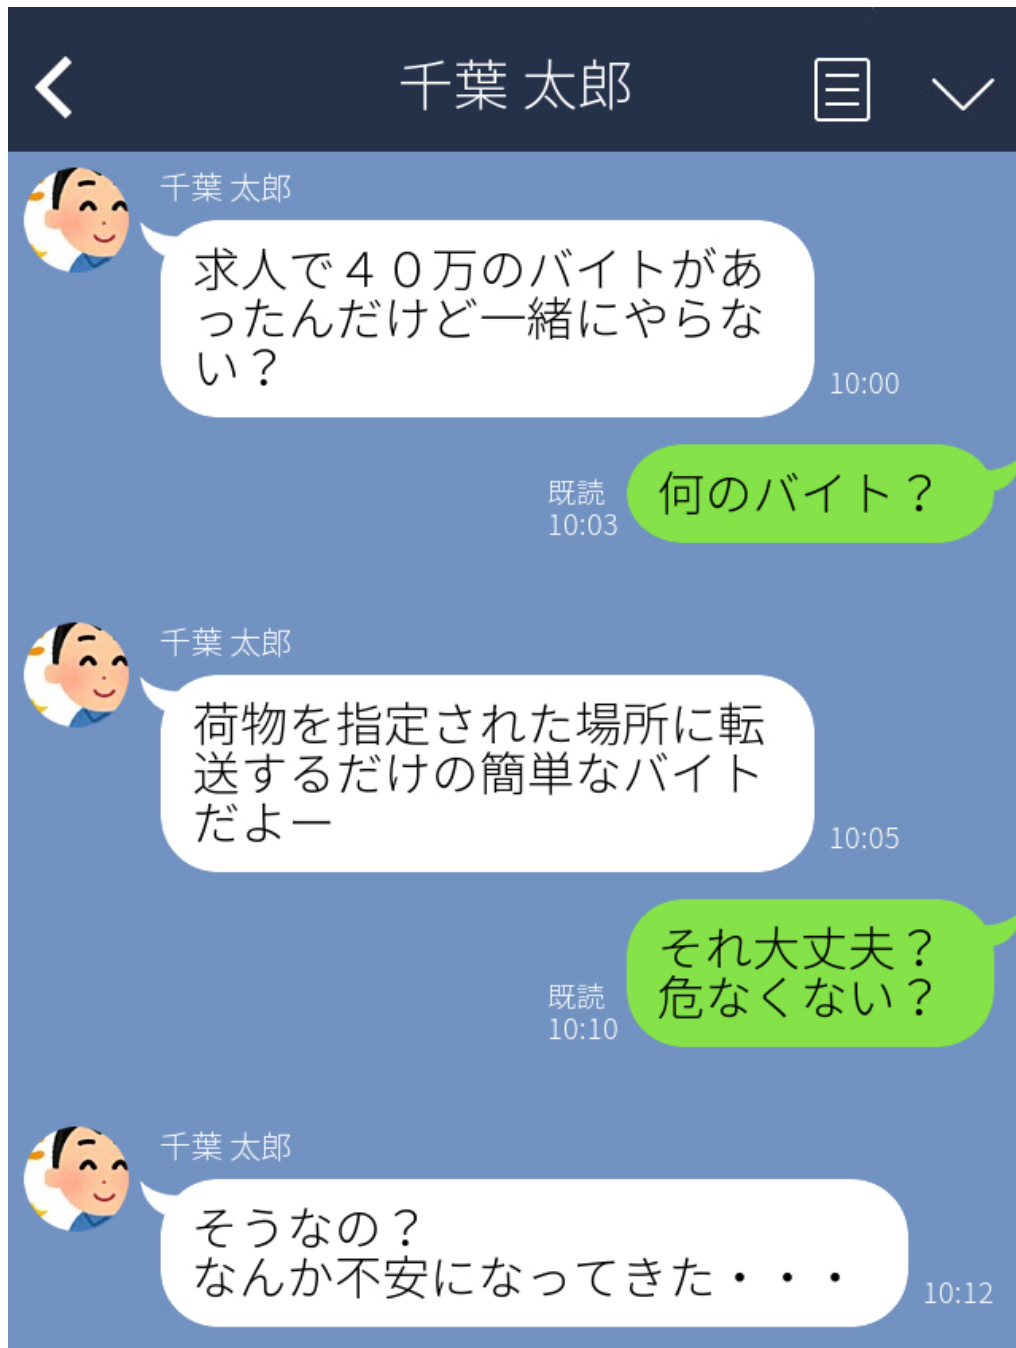 千葉 太郎
千葉 太郎
求人で４０万のバイトがあ
ったんだけど一緒にやらな
い？
10:00
何のバイト？
既読
10:03
千葉 太郎
荷物を指定された場所に転
送するだけの簡単なバイト
だよー
10:05
それ大丈夫？
危なくない？
既読
10:10
千葉 太郎
そうなの？
なんか不安になってきた・・・
10:12